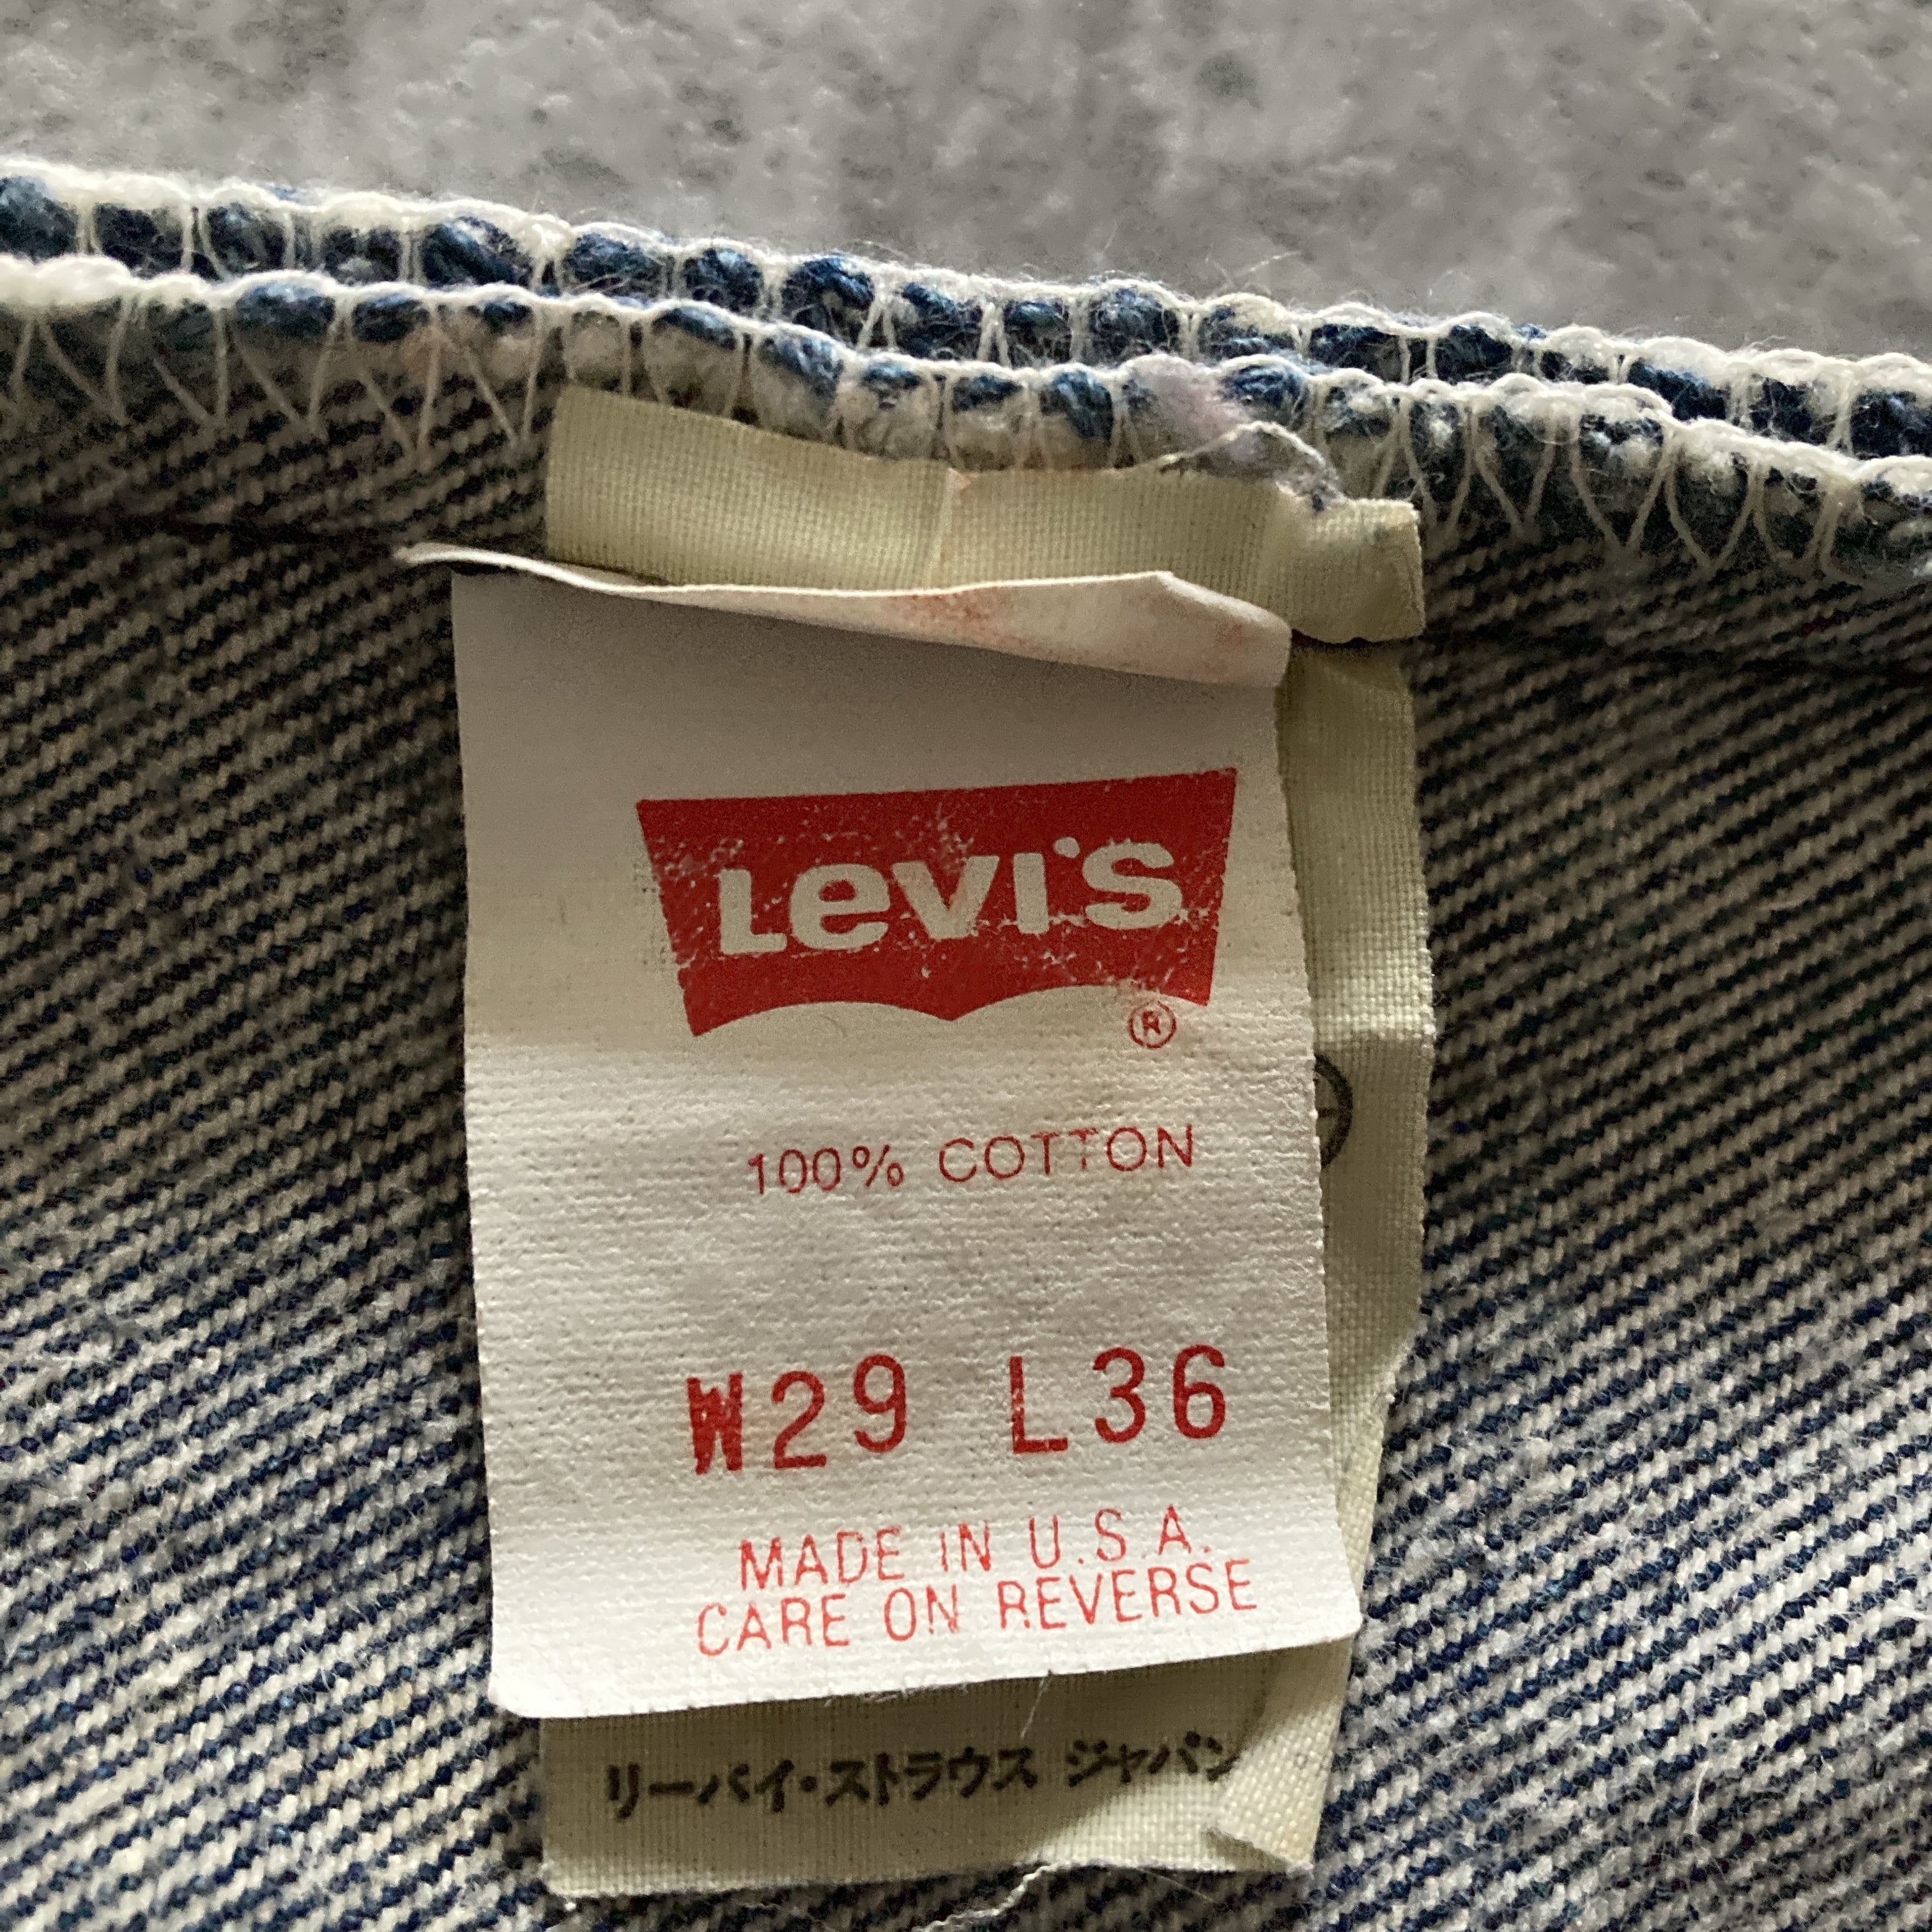 Levi's
®
100% COTTON
W29 L36
MADE IN U.S.A.
CARE ON REVERSE
リーバイ・ストラウス ジャパン